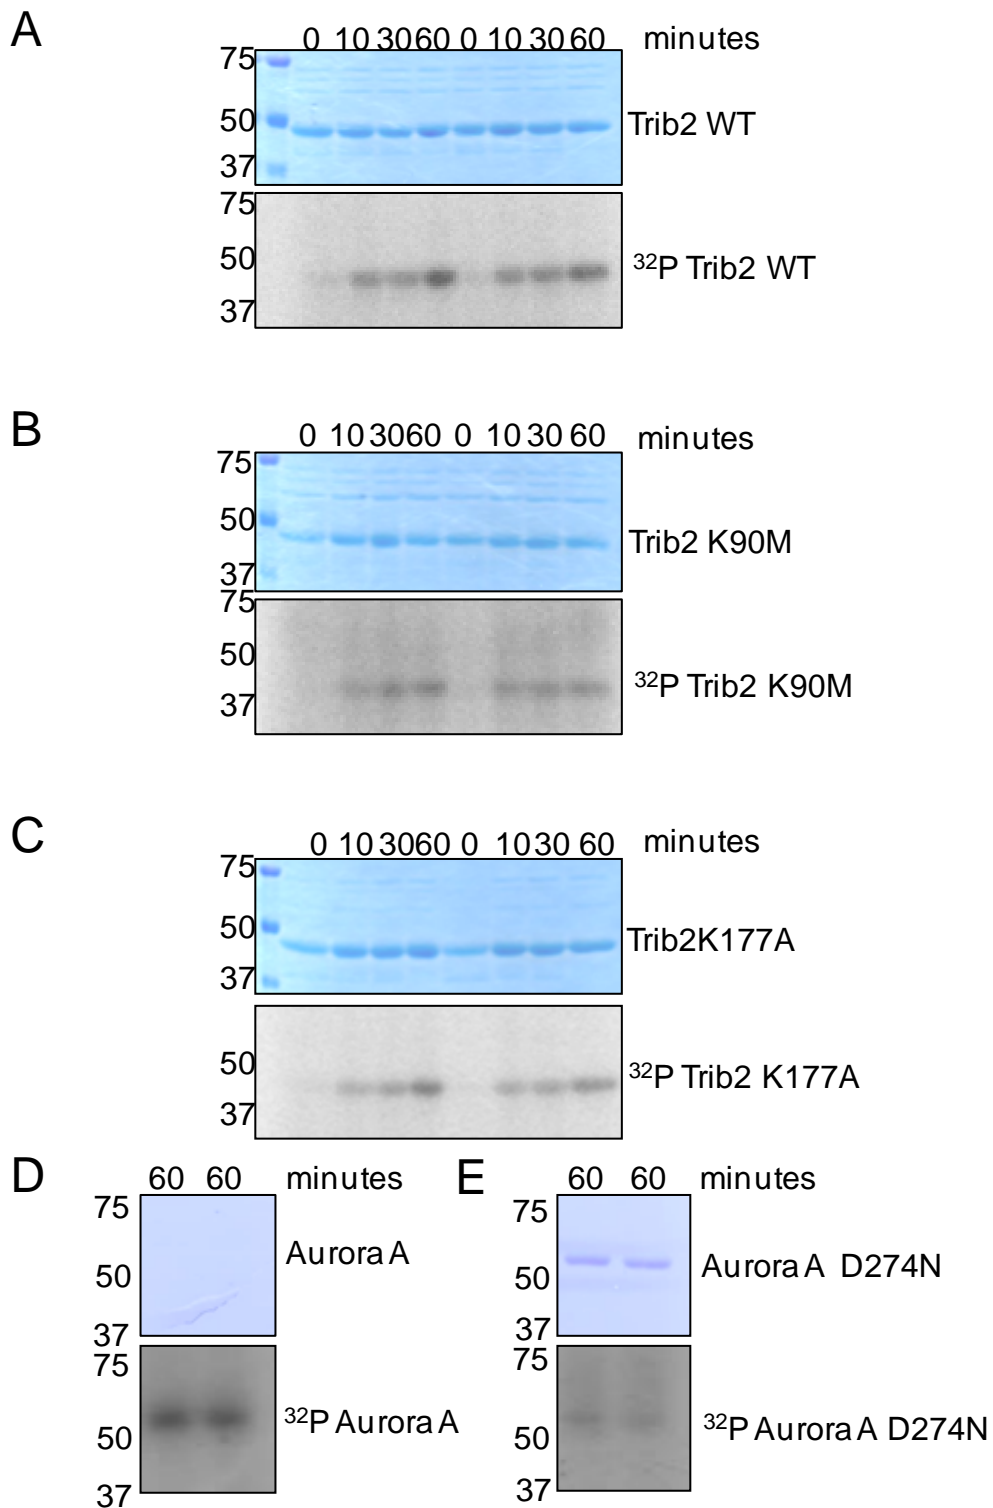 A
0 10 30 60 0 10 30 60 minutes
75
50 Trib2 WT
37
75
50 ³²P Trib2 WT
37
B
0 10 30 60 0 10 30 60 minutes
75
50 Trib2 K90M
37
75
50 ³²P Trib2 K90M
37
C
0 10 30 60 0 10 30 60 minutes
75
50 Trib2K177A
37
50 ³²P Trib2 K177A
37
D
60 60 minutes
75
Aurora A
50
37
75
³²P Aurora A
50
37
E
60 60 minutes
75
Aurora A D274N
50
37
75
³²P Aurora A D274N
50
37